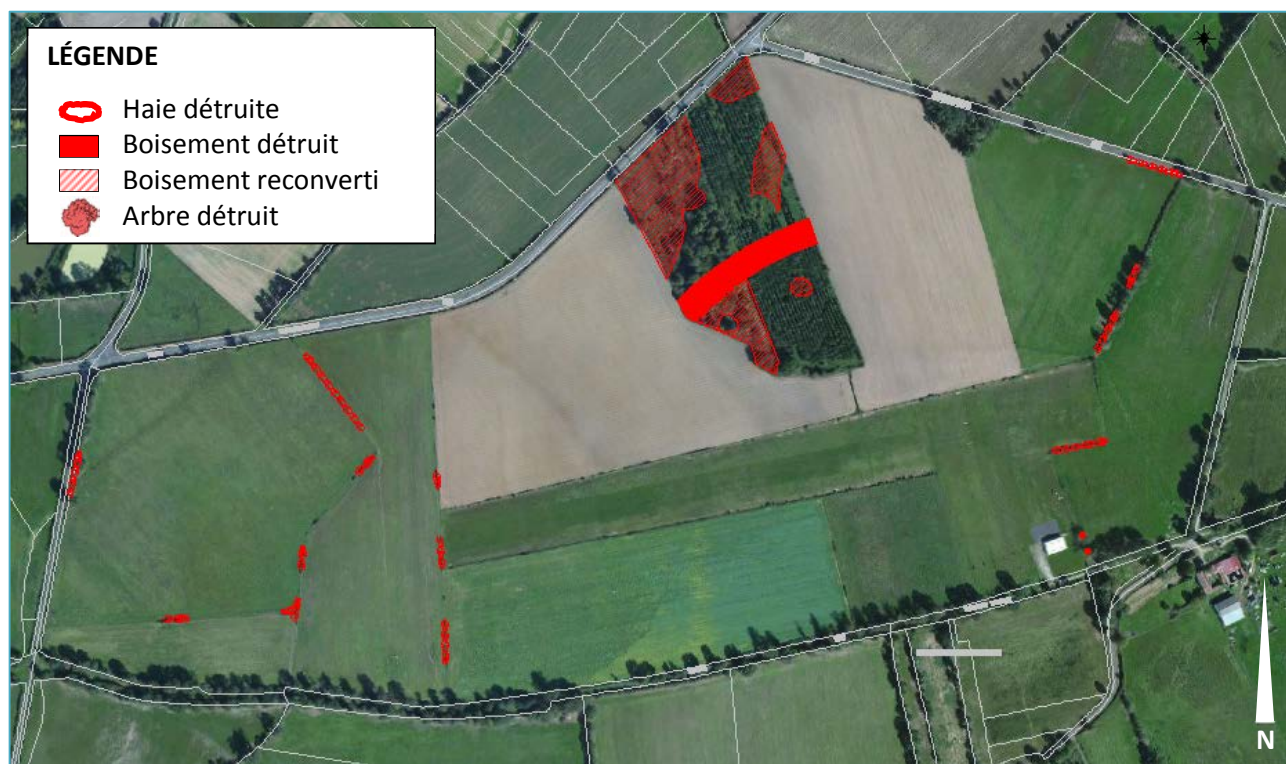 LÉGENDE
Haie détruite
Boisement détruit
Boisement reconverti
Arbre détruit
N